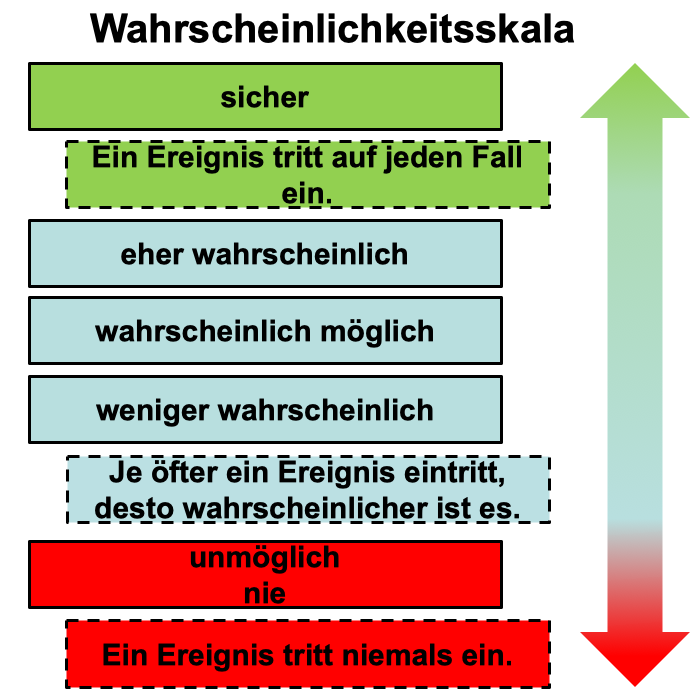 Wahrscheinlichkeitsskala
sicher
Ein Ereignis tritt auf jeden Fall
ein.
eher wahrscheinlich
wahrscheinlich möglich
weniger wahrscheinlich
Je öfter ein Ereignis eintritt,
desto wahrscheinlicher ist es.
unmöglich
nie
Ein Ereignis tritt niemals ein.